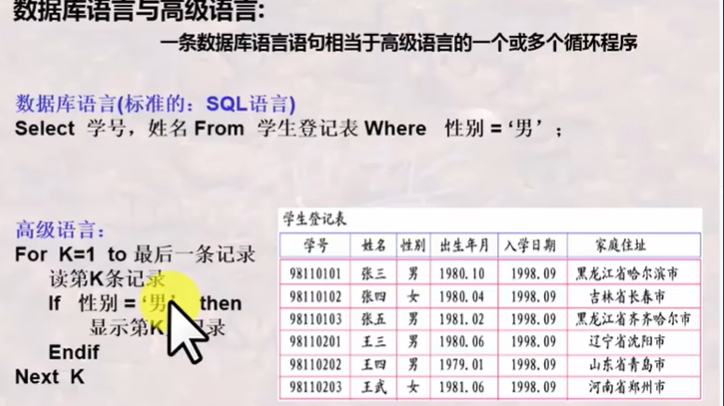 数据库语言与高级语言:
一条数据库语言语句相当于高级语言的一个或多个循环程序
数据库语言(标准的：SQL语言)
Select 学号，姓名 From 学生登记表 Where 性别 = ‘男’；
高级语言：
For K=1 to 最后一条记录
读第K条记录
If 性别 = ‘男’ then
显示第K 记录
Endif
Next K
学生登记表
学号 姓名 性别 出生年月 入学日期 家庭住址
98110101 张三 男 1980.10 1998.09 黑龙江省哈尔滨市
98110102 张四 女 1980.04 1998.09 吉林省长春市
98110103 张五 男 1981.02 1998.09 黑龙江省齐齐哈尔市
98110201 王三 男 1980.06 1998.09 辽宁省沈阳市
98110202 王四 男 1979.01 1998.09 山东省青岛市
98110203 王武 女 1981.06 1998.09 河南省郑州市